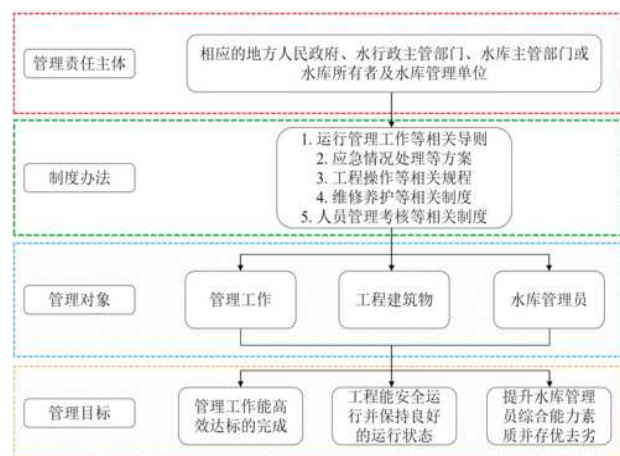 管理责任主体
相应的地方人民政府、水行政主管部门、水库主管部门或
水库所有者及水库管理单位
制度办法
1. 运行管理工作等相关导则
2. 应急情况处理等方案
3. 工程操作等相关规程
4. 维修养护等相关制度
5. 人员管理考核等相关制度
管理对象
管理工作
工程建筑物
水库管理员
管理目标
管理工作能高
效达标的完成
工程能安全运
行并保持良好
的运行状态
提升水库管理
员综合能力素
质并存优去劣